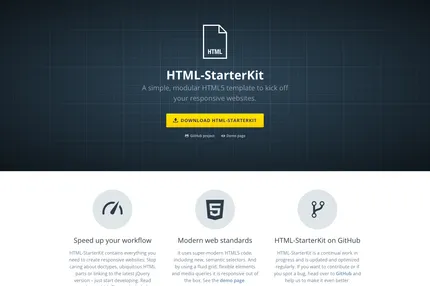 HTML
HTML-StarterKit
A simple, modular HTML5 template to kick off
your responsive websites.
DOWNLOAD HTML-STARTERKIT
GitHub project Demo page
Speed up your workflow
HTML-StarterKit contains everything you
need to create responsive websites. Stop
caring about doctypes, ubiquitous HTML
parts or linking to the latest jQuery
version – just start developing. Read
Modern web standards
It uses super-modern HTML5 code,
including new, semantic selectors. And by
using a fluid grid, flexible elements
and media queries it is responsive out of
the box. See the demo page.
HTML-StarterKit on GitHub
HTML-StarterKit is a continual work in
progress and is updated and optimized
regularly. If you want to contribute or if
you spot a bug, head over to GitHub and
help us to make it even better.